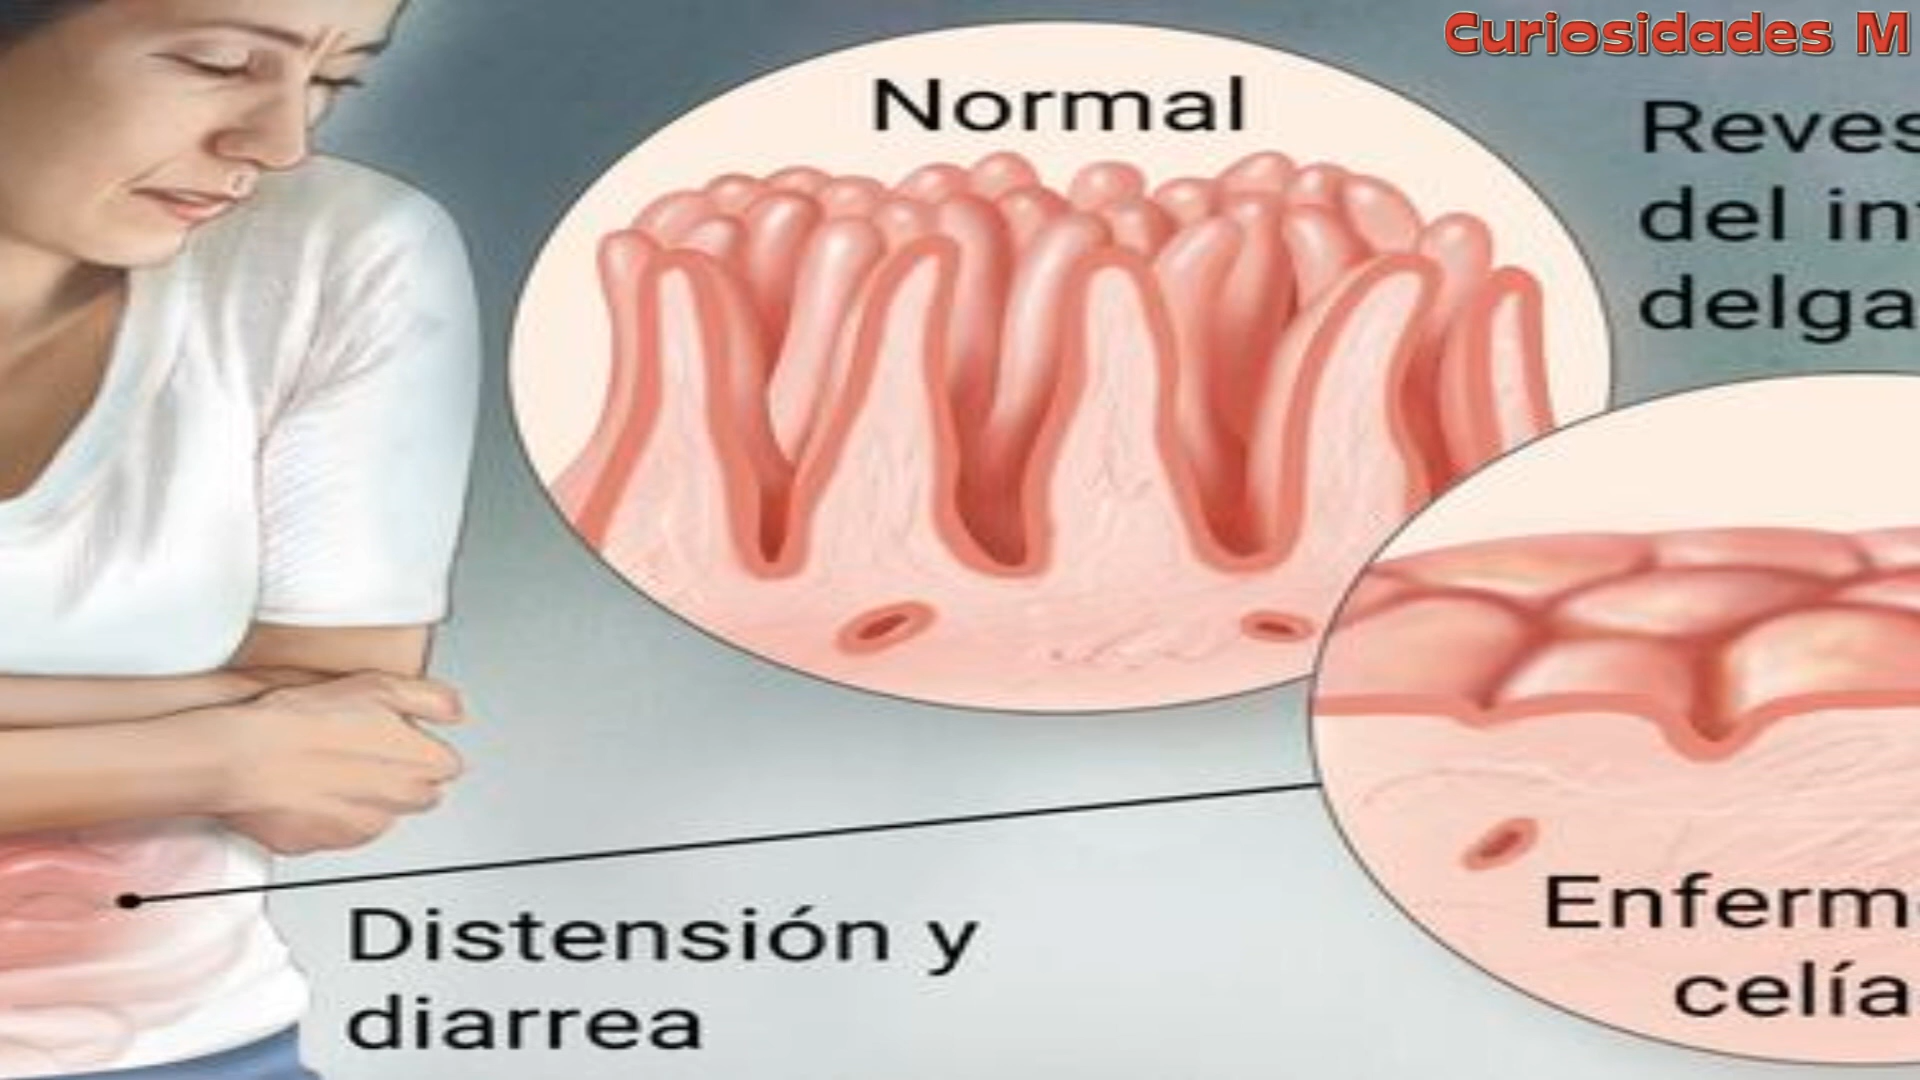 Curiosidades M
Normal
Reves
del in
delga
Distensión y
diarrea
Enferm
celía